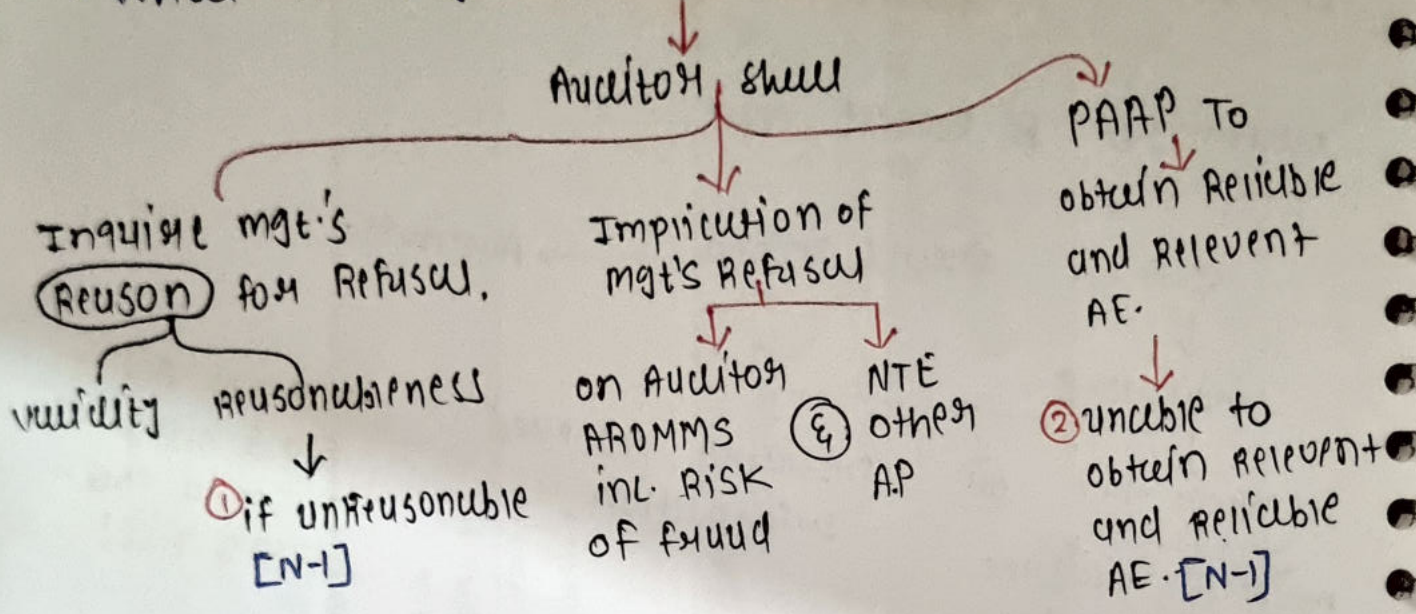 Auditor shall
Inquire mgt.'s
Reason for Refusal.
validity reasonableness
① if unreasonable
[N-1]
Implication of
mgt's Refusal
on Auditor
AROMMS
inc. RISK
of fraud
& NTE
other
A.P
PAAP To
obtain Reliable
and Relevent
AE.
② unable to
obtain Relevent
and Reliable
AE. [N-1]